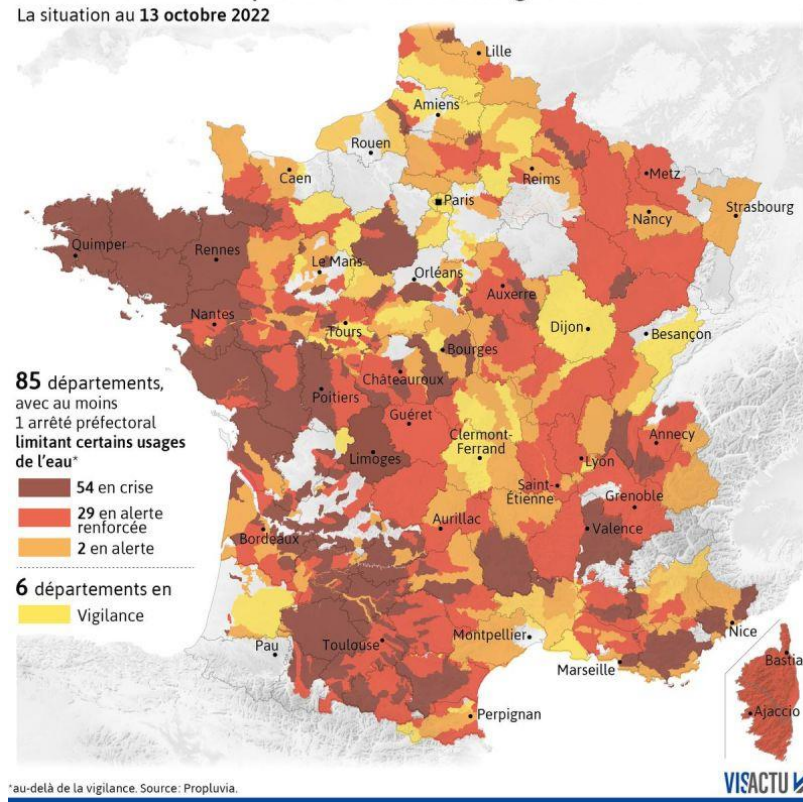 La situation au 13 octobre 2022
Lille
Amiens
Rouen
Caen
Reims
Metz
Paris
Strasbourg
Nancy
Quimper
Rennes
Le Mans
Orléans
Auxerre
Nantes
Tours
Dijon
Besançon
Bourges
Châteauroux
Poitiers
Guéret
Annecy
Clermont-
Ferrand
Limoges
Lyon
Saint-
Étienne
Grenoble
Aurillac
Valence
Bordeaux
Montpellier
Nice
Pau
Toulouse
Marseille
Bastia
Perpignan
Ajaccio
85 départements,
avec au moins
1 arrêté préfectoral
limitant certains usages
de l'eau*
54 en crise
29 en alerte
renforcée
2 en alerte
6 départements en
Vigilance
*au-delà de la vigilance. Source: Propluvia.
VISACTU